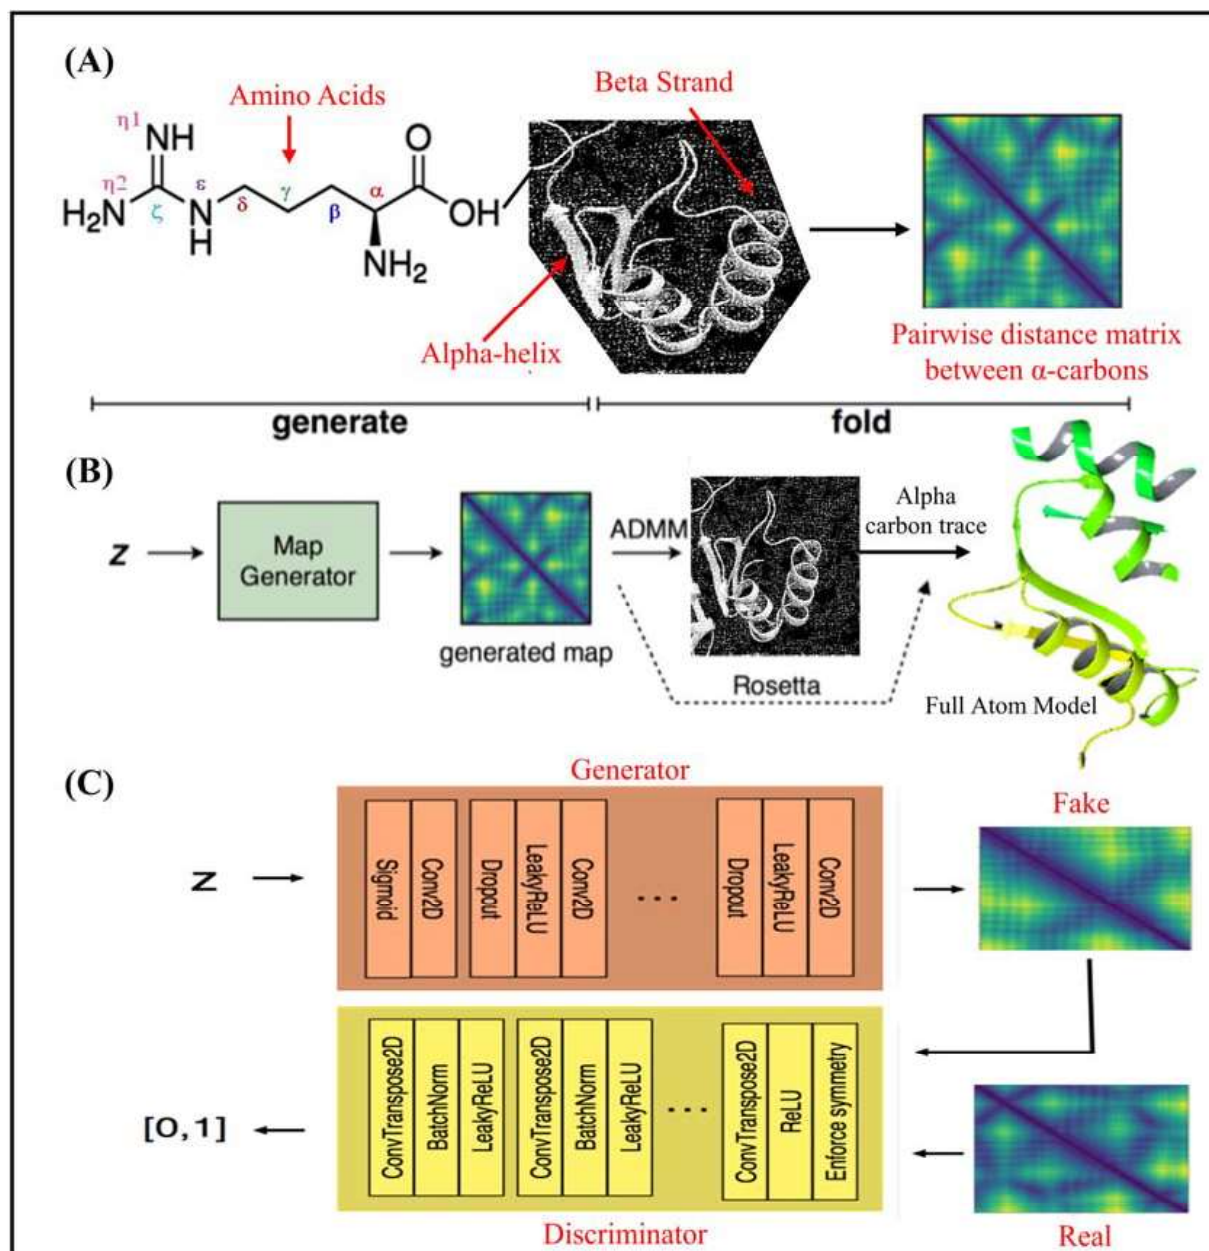 (A)
Amino Acids
Beta Strand
η1
NH
O
η2
H₂N
ζ
ε
N
H
δ
γ
β
α
OH
NH₂
Alpha-helix
Pairwise distance matrix
between α-carbons
generate
fold
(B)
z
Map
Generator
generated map
ADMM
Alpha
carbon trace
Rosetta
Full Atom Model
(C)
Generator
Fake
Z
Sigmoid
Conv2D
Dropout
LeakyReLU
Conv2D
...
Dropout
LeakyReLU
Conv2D
[0, 1]
ConvTranspose2D
BatchNorm
LeakyReLU
ConvTranspose2D
BatchNorm
LeakyReLU
...
ConvTranspose2D
ReLU
Enforce symmetry
Discriminator
Real